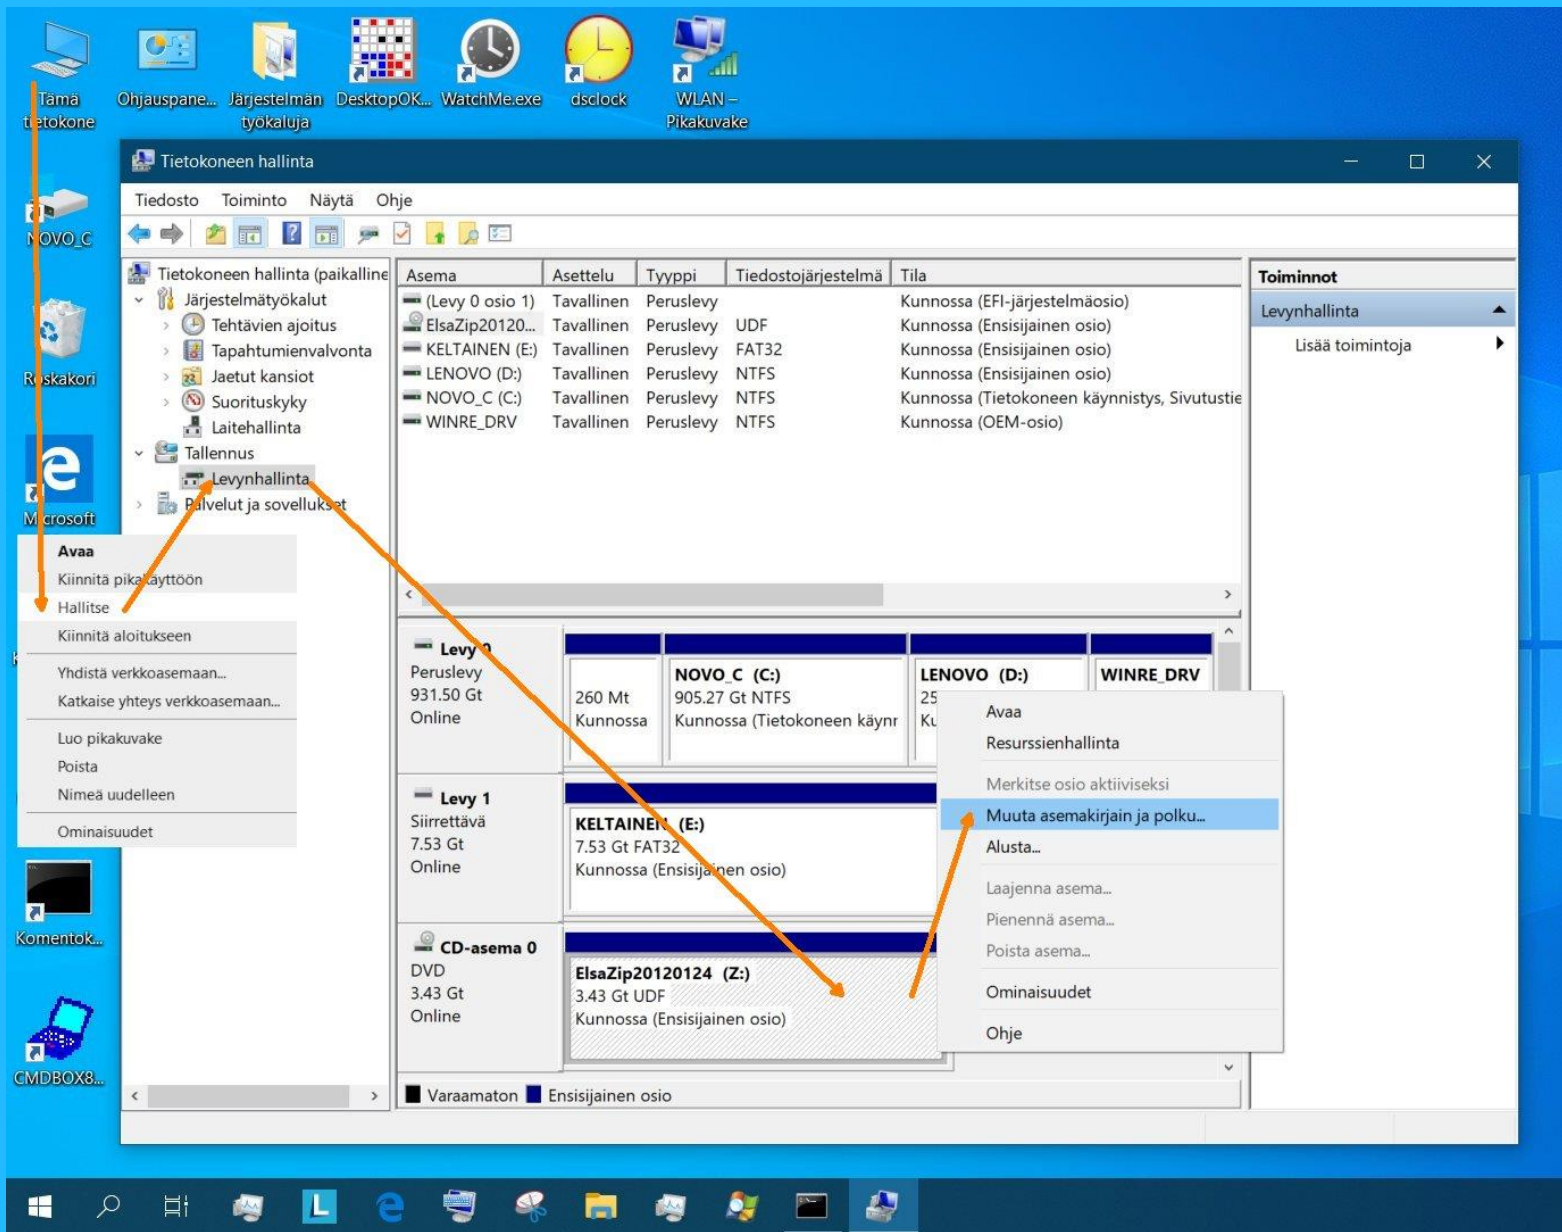 Tämä
tietokone
Ohjauspane...
Järjestelmän
työkaluja
DesktopOK...
WatchMe.exe
dsclock
WLAN –
Pikakuvake
NOVO_C
Roskakori
Microsoft
Tietokoneen hallinta
Tiedosto Toiminto Näytä Ohje
Tietokoneen hallinta (paikalline
Järjestelmätyökalut
Tehtävien ajoitus
Tapahtumienvalvonta
Jaetut kansiot
Suorituskyky
Laitehallinta
Tallennus
Levynhallinta
Palvelut ja sovellukset
Asema Asettelu Tyyppi Tiedostojärjestelmä Tila
(Levy 0 osio 1) Tavallinen Peruslevy Kunnossa (EFI-järjestelmäosio)
ElsaZip20120... Tavallinen Peruslevy UDF Kunnossa (Ensisijainen osio)
KELTAINEN (E:) Tavallinen Peruslevy FAT32 Kunnossa (Ensisijainen osio)
LENOVO (D:) Tavallinen Peruslevy NTFS Kunnossa (Ensisijainen osio)
NOVO_C (C:) Tavallinen Peruslevy NTFS Kunnossa (Tietokoneen käynnistys, Sivutustie
WINRE_DRV Tavallinen Peruslevy NTFS Kunnossa (OEM-osio)
Toiminnot
Levynhallinta
Lisää toimintoja
Avaa
Kiinnitä pikakäyttöön
Hallitse
Kiinnitä aloitukseen
Yhdistä verkkoasemaan...
Katkaise yhteys verkkoasemaan...
Luo pikakuvake
Poista
Nimeä uudelleen
Ominaisuudet
Komentok...
CMDBOX8...
Levy 0
Peruslevy
931.50 Gt
Online
260 Mt
Kunnossa
NOVO_C (C:)
905.27 Gt NTFS
Kunnossa (Tietokoneen käynr
LENOVO (D:)
25
Ku
WINRE_DRV
Levy 1
Siirrettävä
7.53 Gt
Online
KELTAINEN (E:)
7.53 Gt FAT32
Kunnossa (Ensisijainen osio)
CD-asema 0
DVD
3.43 Gt
Online
ElsaZip20120124 (Z:)
3.43 Gt UDF
Kunnossa (Ensisijainen osio)
Avaa
Resurssienhallinta
Merkitse osio aktiiviseksi
Muuta asemakirjain ja polku...
Alusta...
Laajenna asema...
Pienennä asema...
Poista asema...
Ominaisuudet
Ohje
Varaamaton Ensisijainen osio